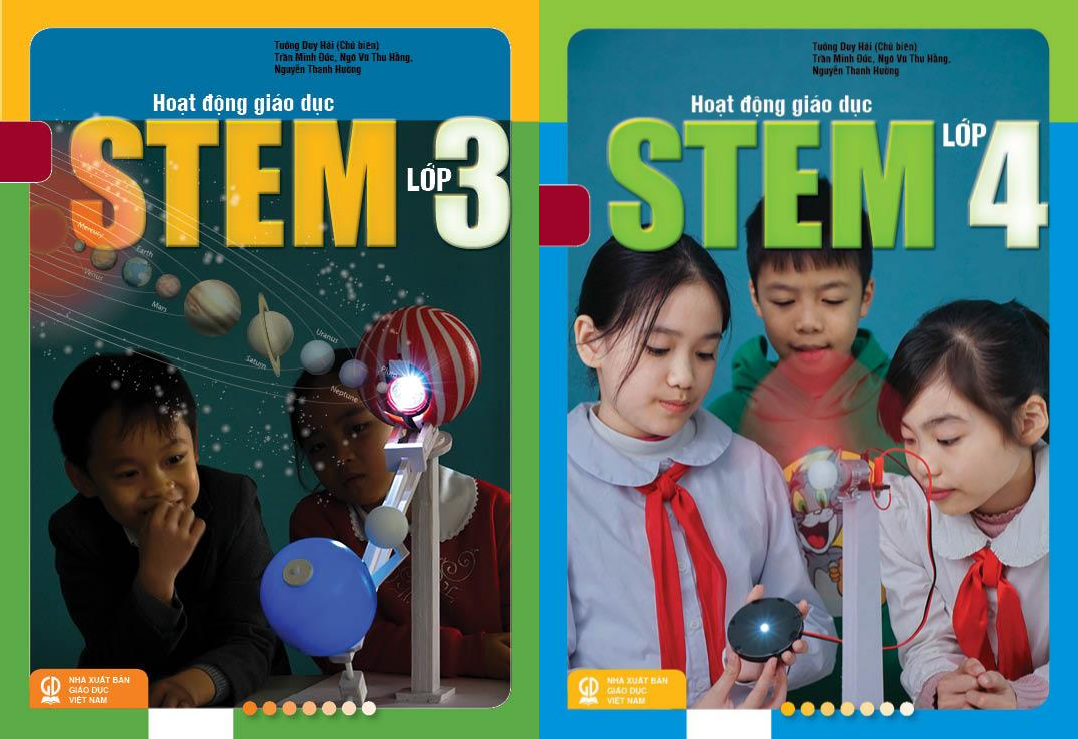 Tưởng Duy Hải (Chủ biên)
Trần Minh Đức, Ngô Vũ Thu Hằng,
Nguyễn Thanh Hường
Hoạt động giáo dục
STEM
LỚP 3
Mercury
Venus
Earth
Mars
Saturn
Uranus
Neptune
NHÀ XUẤT BẢN
GIÁO DỤC
VIỆT NAM
Tưởng Duy Hải (Chủ biên)
Trần Minh Đức, Ngô Vũ Thu Hằng,
Nguyễn Thanh Hường
Hoạt động giáo dục
STEM
LỚP 4
NHÀ XUẤT BẢN
GIÁO DỤC
VIỆT NAM